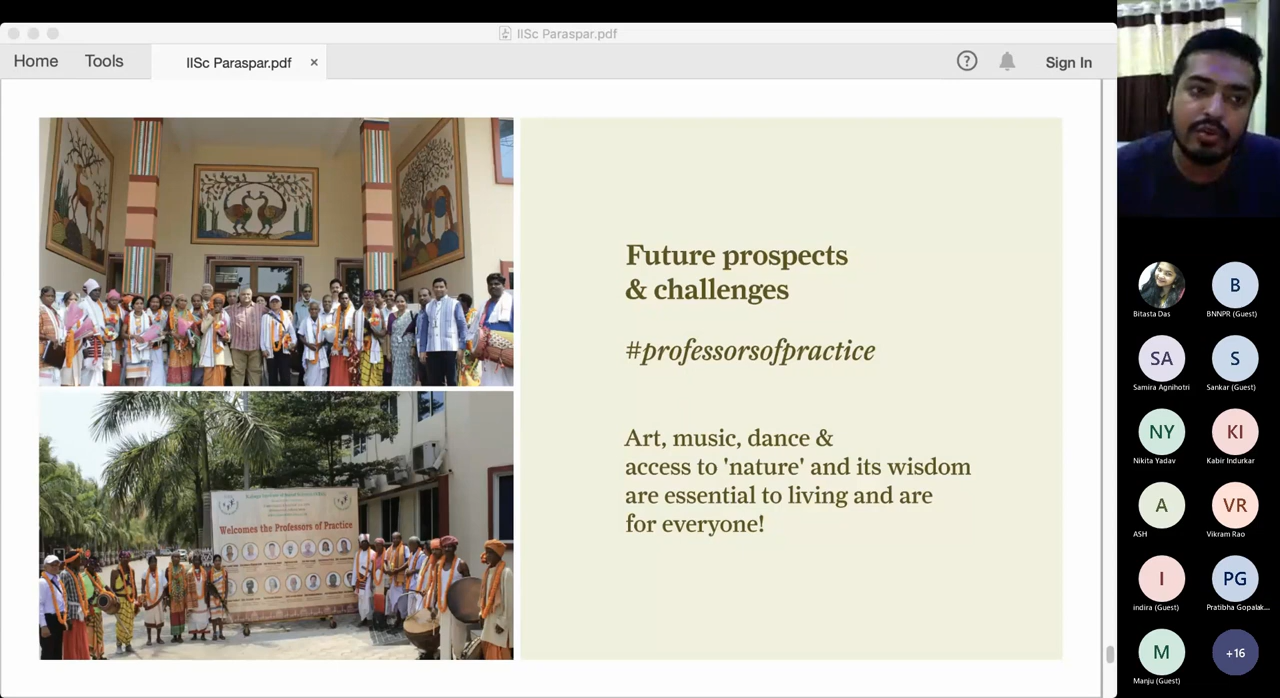 IISc Paraspar.pdf
Home
Tools
IISc Paraspar.pdf ×
?
Sign In
Future prospects
& challenges
#professorsofpractice
Art, music, dance &
access to 'nature' and its wisdom
are essential to living and are
for everyone!
Welcomes the Professors of Practice
Bitasta Das
B
BNNPR (Guest)
SA
Samira Agnihotri
S
Sankar (Guest)
NY
Nikita Yadav
KI
Kabir Indurkar
A
ASH
VR
Vikram Rao
I
indira (Guest)
PG
Pratibha Gopalak...
M
Manju (Guest)
+16